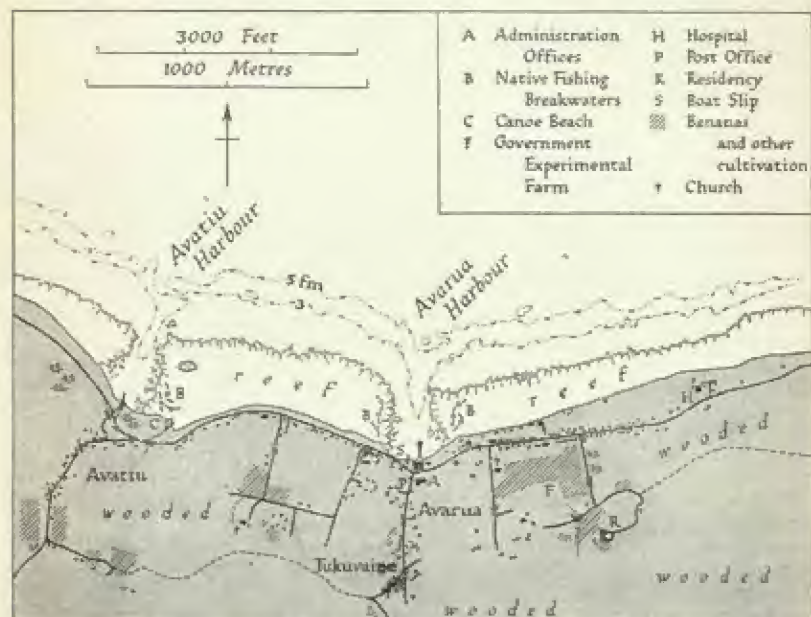 3000 Feet
1000 Metres
A Administration
Offices
B Native Fishing
Breakwaters
C Canoe Beach
F Government
Experimental
Farm
H Hospital
P Post Office
R Residency
S Boat Slip
Bananas
and other
cultivation
Church
Avatiu
Harbour
Avarua
Harbour
5 fm
3
reef
reef
B
B
B
C
H
S
P
A
Avatiu
wooded
Avarua
F
R
wooded
Tukuvaine
wooded
wooded